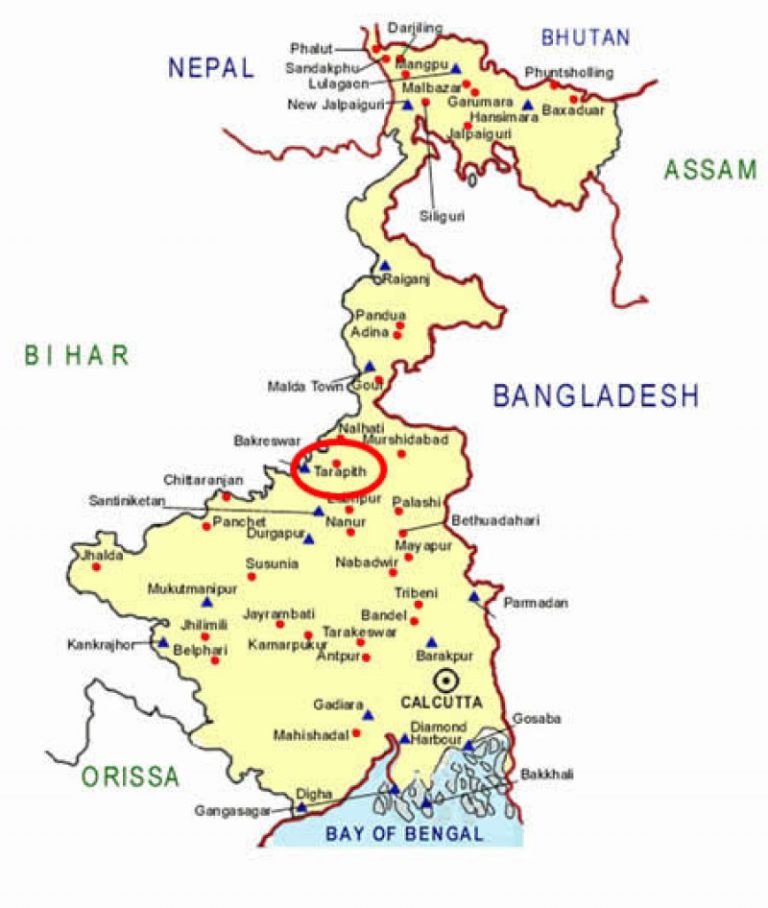 Darjiling
BHUTAN
Phalut
Mangpu
NEPAL
Sandakphu
Phuntsholling
Lulagaon
Malbazar
New Jalpaiguri
Garumara
Hansimara
Baxaduar
Jalpaiguri
ASSAM
Siliguri
Raiganj
Pandua
Adina
BIHAR
Malda Town
Gour
BANGLADESH
Nalhati
Bakreswar
Murshidabad
Tarapith
Chittaranjan
Santiniketan
Palashi
Panchet
Nanur
Bethuadahari
Durgapur
Mayapur
Jhalda
Susunia
Nabadwir
Mukutmanipur
Tribeni
Parmadan
Jayrambati
Bandel
Jhilimili
Tarakeswar
Kankrajhor
Kamarpukur
Belphari
Antpur
Barakpur
CALCUTTA
Gadiara
Gosaba
Diamond
Harbour
Mahishadal
ORISSA
Bakkhali
Digha
Gangasagar
BAY OF BENGAL